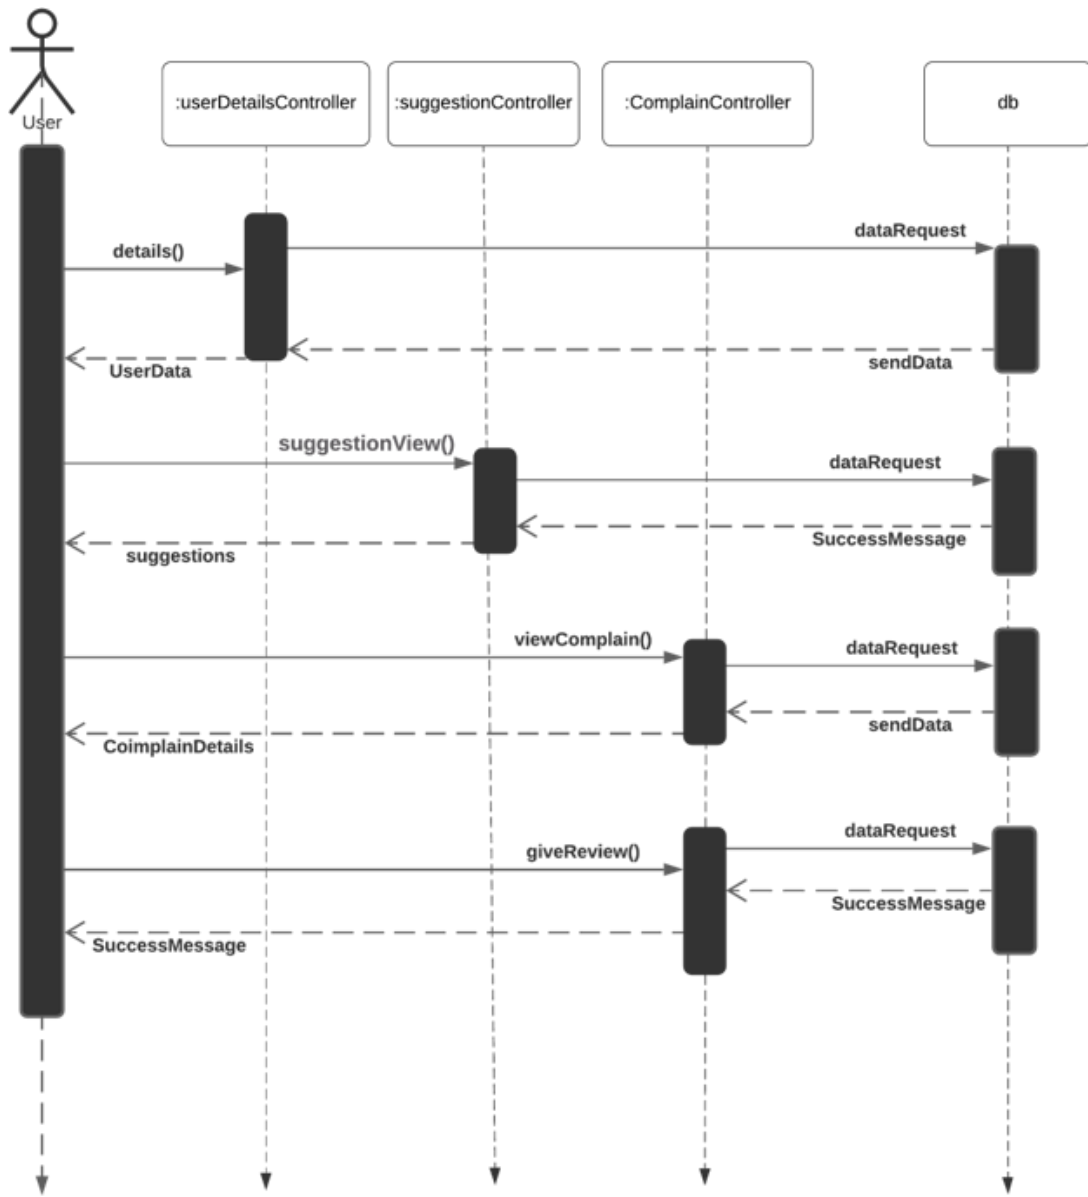 User
:userDetailsController
:suggestionController
:ComplainController
db
dataRequest
details()
sendData
UserData
suggestionView()
dataRequest
SuccessMessage
suggestions
viewComplain()
dataRequest
sendData
CoimplainDetails
dataRequest
giveReview()
SuccessMessage
SuccessMessage